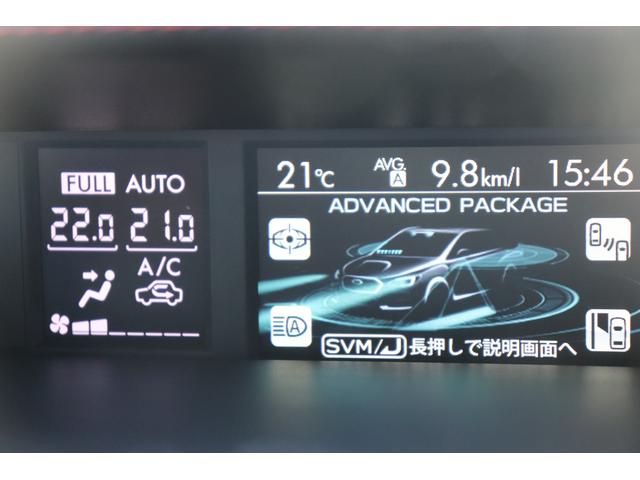 FULL AUTO
22.0 21.0
A/C
21℃ AVG. A 9.8km/l 15:46
ADVANCED PACKAGE
A
SVM/ 長押しで説明画面へ